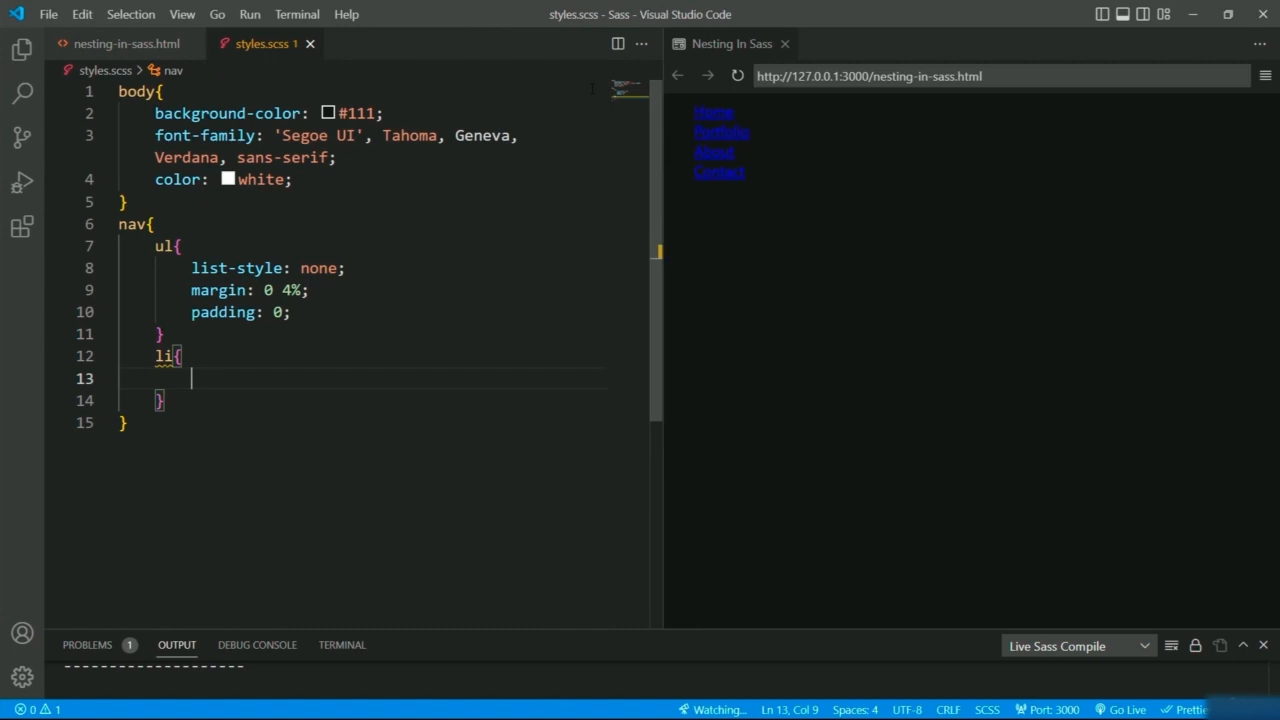 File Edit Selection View Go Run Terminal Help styles.scss - Sass - Visual Studio Code
nesting-in-sass.html styles.scss 1
styles.scss > nav
1 body{
2 background-color: #111;
3 font-family: 'Segoe UI', Tahoma, Geneva,
Verdana, sans-serif;
4 color: white;
5 }
6 nav{
7 ul{
8 list-style: none;
9 margin: 0 4%;
10 padding: 0;
11 }
12 li{
13
14 }
15 }
Nesting In Sass
http://127.0.0.1:3000/nesting-in-sass.html
Home
Portfolio
About
Contact
PROBLEMS 1 OUTPUT DEBUG CONSOLE TERMINAL Live Sass Compile
--------------------
0 1 Watching... Ln 13, Col 9 Spaces: 4 UTF-8 CRLF SCSS Port: 3000 Go Live